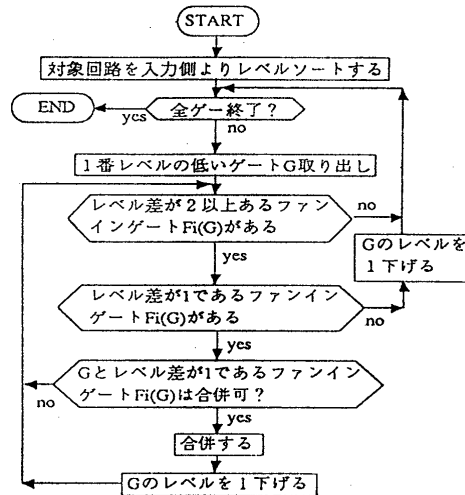 START
対象回路を入力側よりレベルソートする
END
yes
全ゲー終了?
no
1番レベルの低いゲートG取り出し
レベル差が2以上あるファン
インゲートFi(G)がある
no
yes
Gのレベルを
1下げる
レベル差が1であるファンイン
ゲートFi(G)がある
no
yes
Gとレベル差が1であるファンイン
ゲートFi(G)は合併可?
no
yes
合併する
Gのレベルを1下げる